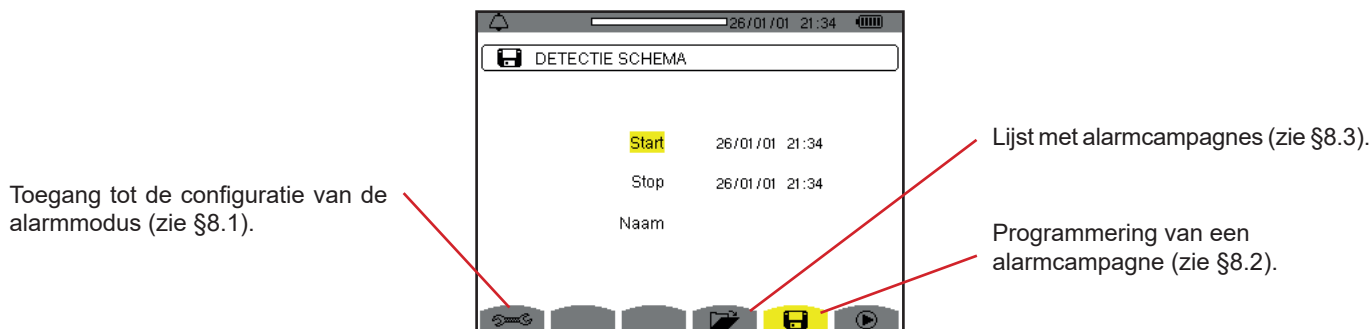 26/01/01 21:34
DETECTIE SCHEMA
Start 26/01/01 21:34
Stop 26/01/01 21:34
Naam
Toegang tot de configuratie van de
alarmmodus (zie §8.1).
Lijst met alarmcampagnes (zie §8.3).
Programmering van een
alarmcampagne (zie §8.2).